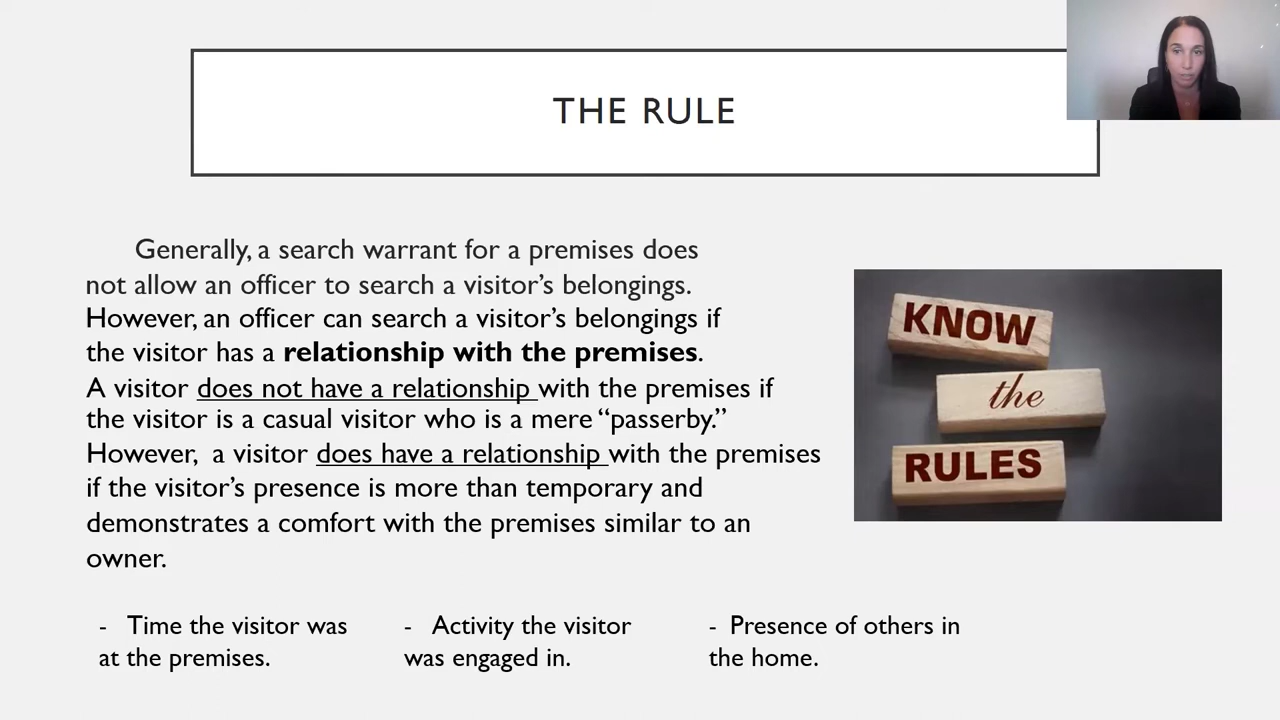 THE RULE
Generally, a search warrant for a premises does
not allow an officer to search a visitor’s belongings.
However, an officer can search a visitor’s belongings if
the visitor has a relationship with the premises.
A visitor does not have a relationship with the premises if
the visitor is a casual visitor who is a mere “passerby.”
However,  a visitor does have a relationship with the premises
if the visitor’s presence is more than temporary and
demonstrates a comfort with the premises similar to an
owner.
KNOW
the
RULES
- Time the visitor was
at the premises.
- Activity the visitor
was engaged in.
- Presence of others in
the home.